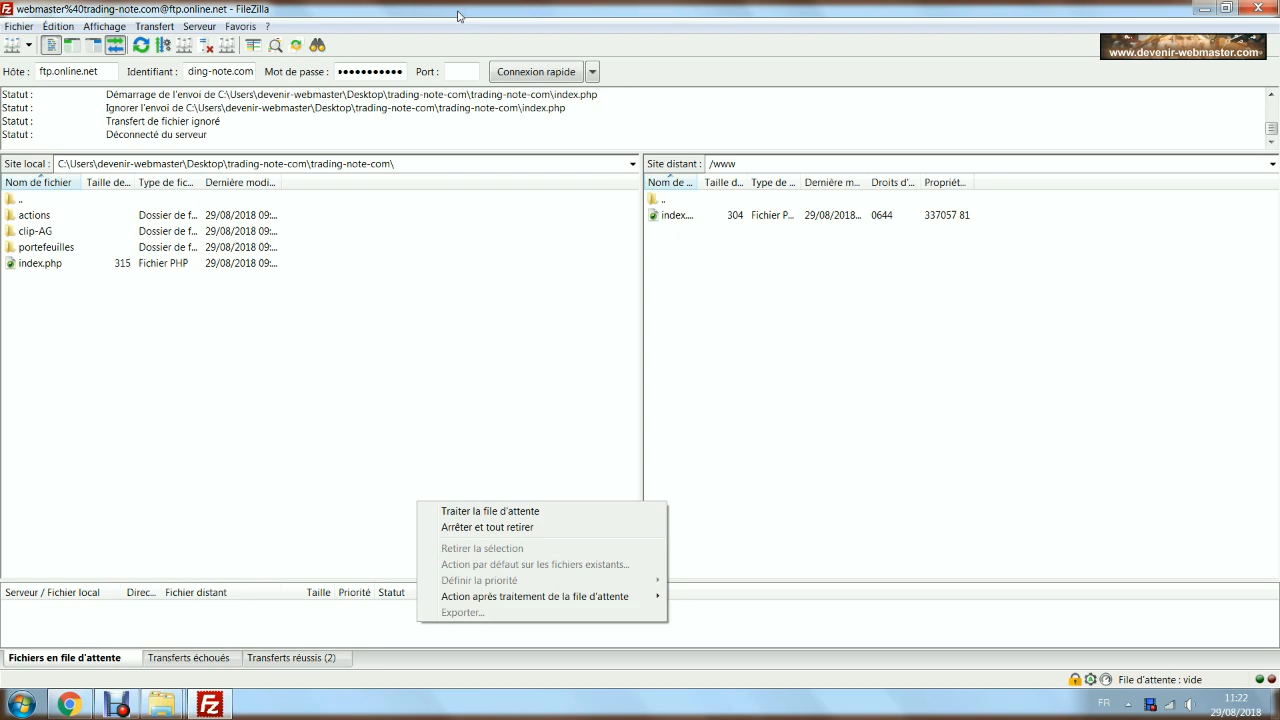 webmaster%40trading-note.com@ftp.online.net - FileZilla
Fichier Édition Affichage Transfert Serveur Favoris ?
www.devenir-webmaster.com
Hôte : ftp.online.net Identifiant : ding-note.com Mot de passe : ●●●●●●●●●●● Port : Connexion rapide
Statut : Démarrage de l'envoi de C:\Users\devenir-webmaster\Desktop\trading-note-com\trading-note-com\index.php
Statut : Ignorer l'envoi de C:\Users\devenir-webmaster\Desktop\trading-note-com\trading-note-com\index.php
Statut : Transfert de fichier ignoré
Statut : Déconnecté du serveur
Site local : C:\Users\devenir-webmaster\Desktop\trading-note-com\trading-note-com\
Nom de fichier Taille de... Type de fic... Dernière modi...
..
actions Dossier de f... 29/08/2018 09:...
clip-AG Dossier de f... 29/08/2018 09:...
portefeuilles Dossier de f... 29/08/2018 09:...
index.php 315 Fichier PHP 29/08/2018 09:...
Site distant : /www
Nom de ... Taille d... Type de ... Dernière m... Droits d'... Propriét...
..
index.... 304 Fichier P... 29/08/2018... 0644 337057 81
Traiter la file d'attente
Arrêter et tout retirer
Retirer la sélection
Action par défaut sur les fichiers existants...
Définir la priorité
Action après traitement de la file d'attente
Exporter...
Serveur / Fichier local Direc... Fichier distant Taille Priorité Statut
Fichiers en file d'attente Transferts échoués Transferts réussis (2)
File d'attente : vide
FR 11:22
29/08/2018